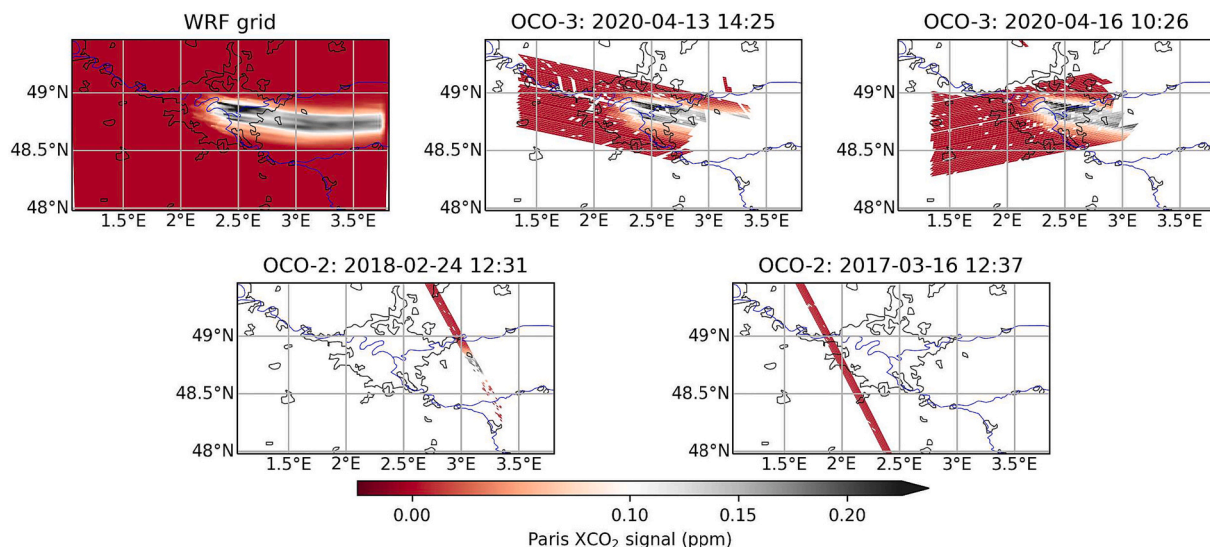 WRF grid
OCO-3: 2020-04-13 14:25
OCO-3: 2020-04-16 10:26
49°N
48.5°N
48°N
1.5°E 2°E 2.5°E 3°E 3.5°E
49°N
48.5°N
48°N
1.5°E 2°E 2.5°E 3°E 3.5°E
49°N
48.5°N
48°N
1.5°E 2°E 2.5°E 3°E 3.5°E
OCO-2: 2018-02-24 12:31
OCO-2: 2017-03-16 12:37
49°N
48.5°N
48°N
1.5°E 2°E 2.5°E 3°E 3.5°E
49°N
48.5°N
48°N
1.5°E 2°E 2.5°E 3°E 3.5°E
0.00 0.10 0.15 0.20
Paris XCO₂ signal (ppm)